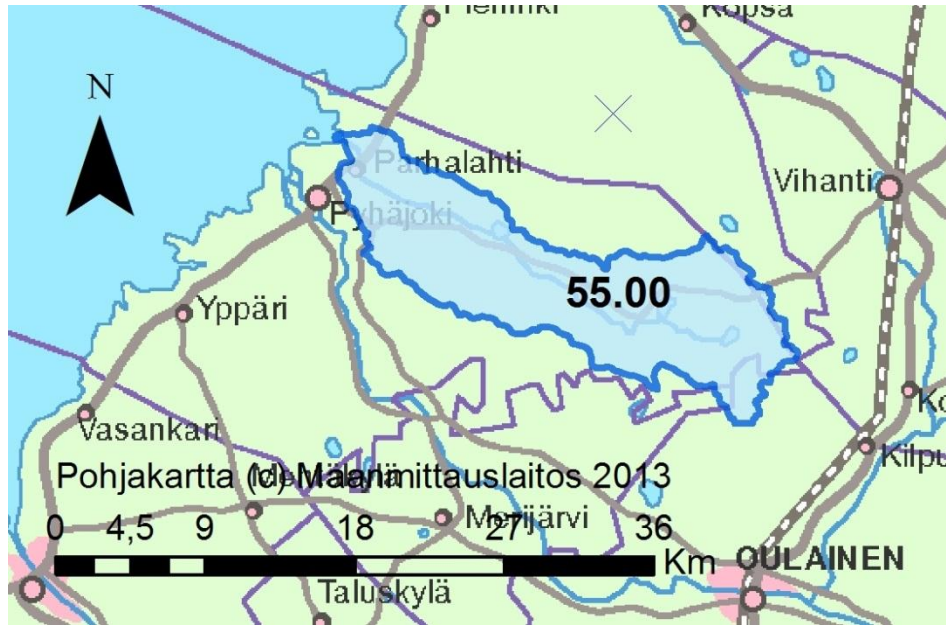 Kopsa
N
Parhalahti
Vihanti
Pyhäjoki
55.00
Yppäri
Vasankari
Kilpu
Pohjakartta (c) Maanmittauslaitos 2013
0 4,5 9 18 27 36
Km
Merijärvi
OULAINEN
Taluskylä